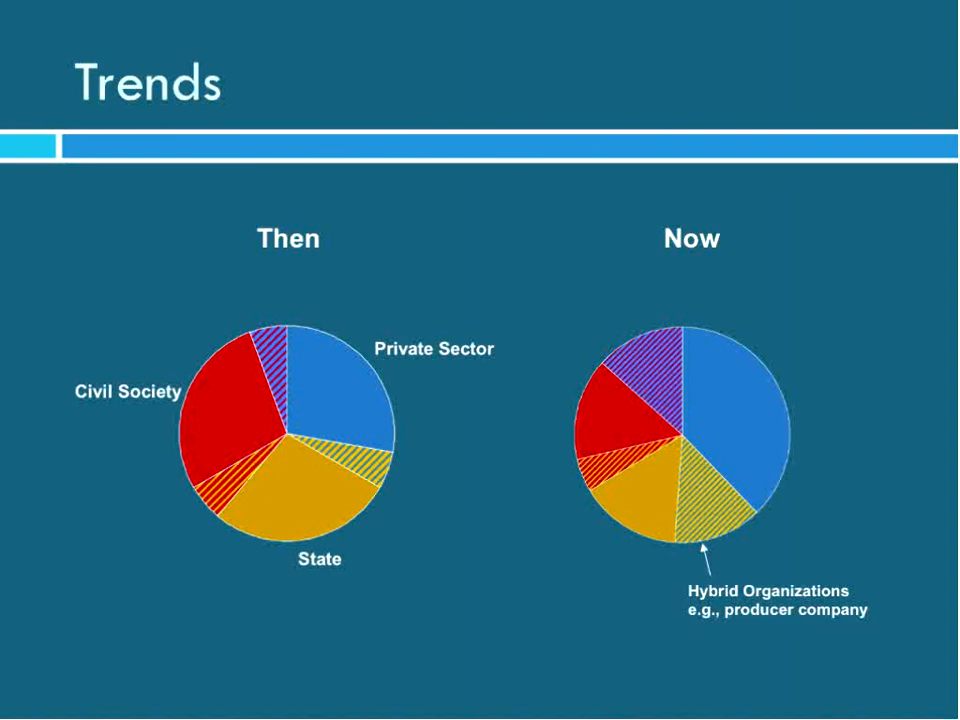 Trends
Then
Now
Private Sector
Civil Society
State
Hybrid Organizations
e.g., producer company